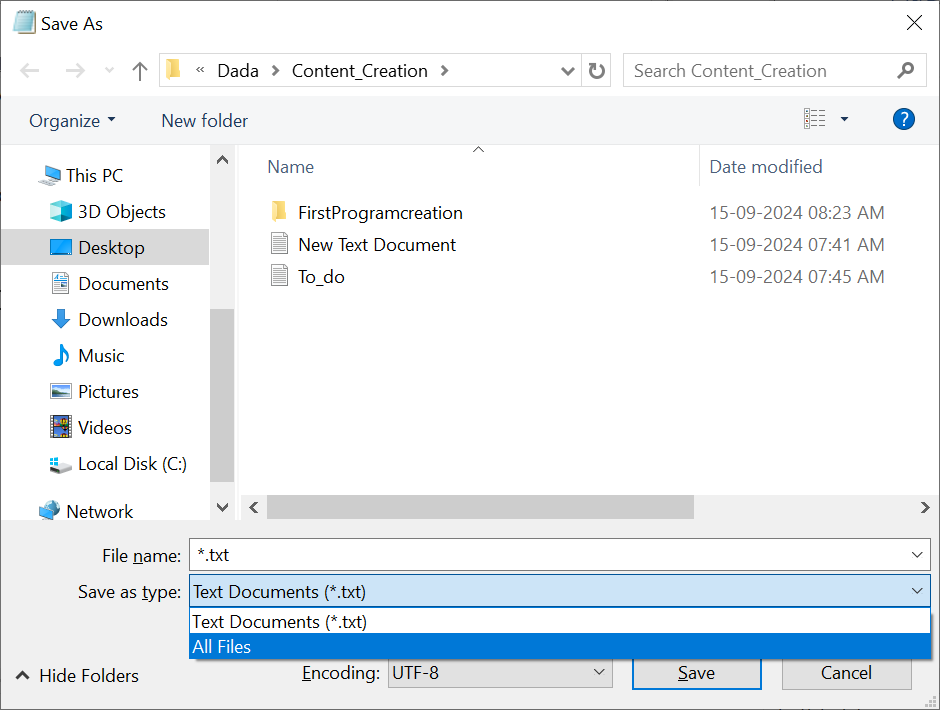 Save As
« Dada > Content_Creation >
Search Content_Creation
Organize New folder ?
Name Date modified
This PC
3D Objects
Desktop
Documents
Downloads
Music
Pictures
Videos
Local Disk (C:)
Network
FirstProgramcreation 15-09-2024 08:23 AM
New Text Document 15-09-2024 07:41 AM
To_do 15-09-2024 07:45 AM
File name: *.txt
Save as type: Text Documents (*.txt)
Text Documents (*.txt)
All Files
Hide Folders Encoding: UTF-8 Save Cancel